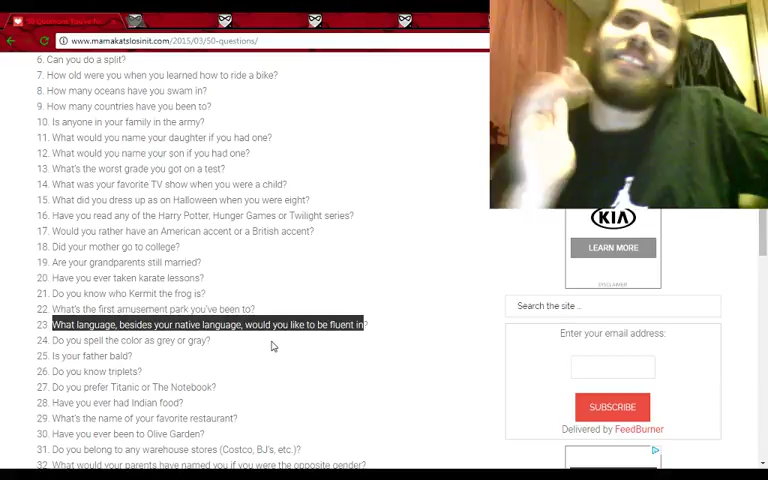 50 Questions You've Ne
www.mamakatslosinit.com/2015/03/50-questions/
6. Can you do a split?
7. How old were you when you learned how to ride a bike?
8. How many oceans have you swam in?
9. How many countries have you been to?
10. Is anyone in your family in the army?
11. What would you name your daughter if you had one?
12. What would you name your son if you had one?
13. What's the worst grade you got on a test?
14. What was your favorite TV show when you were a child?
15. What did you dress up as on Halloween when you were eight?
16. Have you read any of the Harry Potter, Hunger Games or Twilight series?
17. Would you rather have an American accent or a British accent?
18. Did your mother go to college?
19. Are your grandparents still married?
20. Have you ever taken karate lessons?
21. Do you know who Kermit the frog is?
22. What's the first amusement park you've been to?
23. What language, besides your native language, would you like to be fluent in?
24. Do you spell the color as grey or gray?
25. Is your father bald?
26. Do you know triplets?
27. Do you prefer Titanic or The Notebook?
28. Have you ever had Indian food?
29. What's the name of your favorite restaurant?
30. Have you ever been to Olive Garden?
31. Do you belong to any warehouse stores (Costco, BJ's, etc.)?
32. What would your parents have named you if you were the opposite gender?
KIA
LEARN MORE
DISCLAIMER
Search the site ...
Enter your email address:
SUBSCRIBE
Delivered by FeedBurner